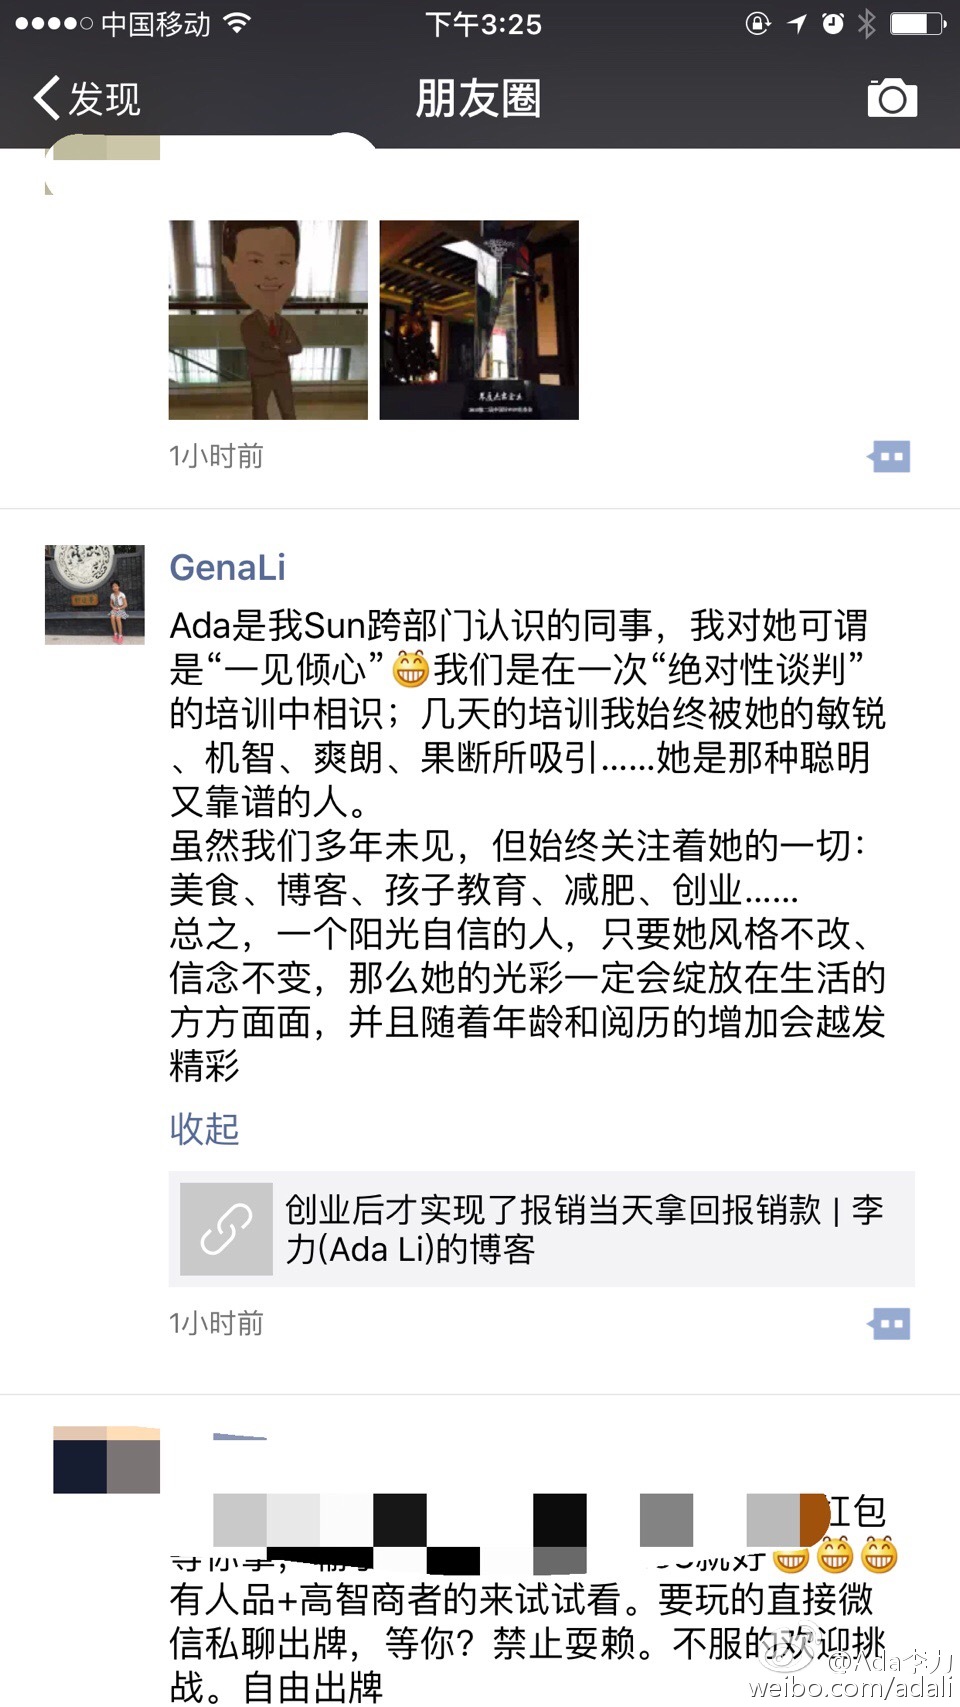 中国移动
下午3:25
发现
朋友圈
1小时前
GenaLi
Ada是我Sun跨部门认识的同事，我对她可谓
是“一见倾心”😁我们是在一次“绝对性谈判”
的培训中相识；几天的培训我始终被她的敏锐
、机智、爽朗、果断所吸引……她是那种聪明
又靠谱的人。
虽然我们多年未见，但始终关注着她的一切：
美食、博客、孩子教育、减肥、创业……
总之，一个阳光自信的人，只要她风格不改、
信念不变，那么她的光彩一定会绽放在生活的
方方面面，并且随着年龄和阅历的增加会越发
精彩
收起
创业后才实现了报销当天拿回报销款 | 李
力(Ada Li)的博客
1小时前
红包
就好😁😁😁
有人品+高智商者的来试试看。要玩的直接微
信私聊出牌，等你？禁止耍赖。不服的欢迎挑
战。自由出牌
@Ada李力
weibo.com/adali